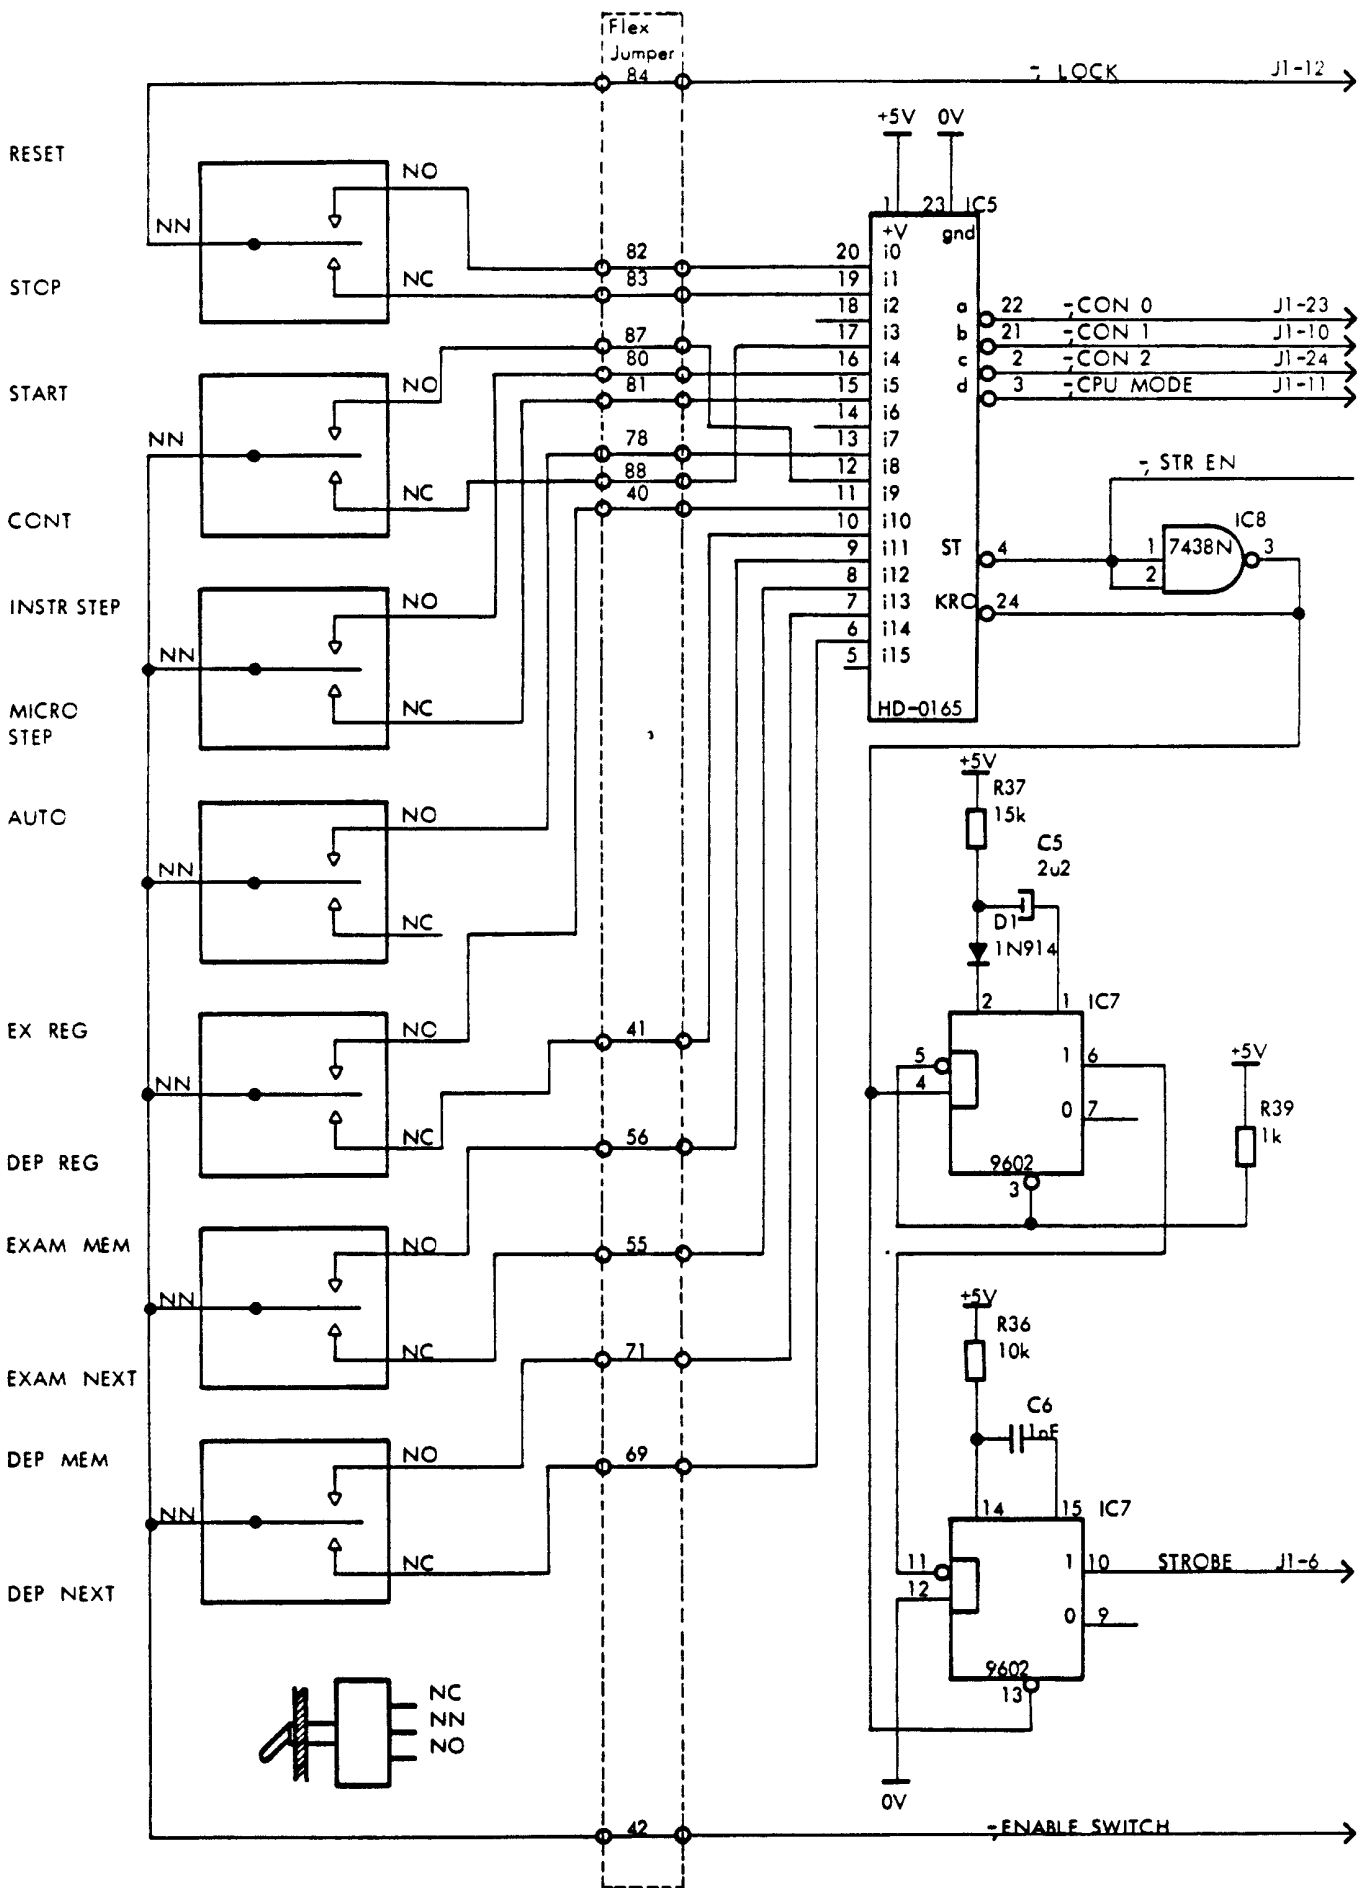 Flex
Jumper
84
-, LOCK J1-12
+5V 0V
RESET
NO
1 23 IC5
NN
+V gnd
82
20 i0
STOP
NC
83
19 i1
18 i2
a 22 -,CON 0 J1-23
87
17 i3
b 21 -,CON 1 J1-10
80
16 i4
c 2 -,CON 2 J1-24
START
NO
81
15 i5
d 3 -,CPU MODE J1-11
14 i6
NN
78
13 i7
88
12 i8
-, STR EN
NC
40
11 i9
CONT
10 i10
IC8
9 i11
ST 4
1 7438N 3
2
8 i12
INSTR STEP
NO
7 i13
KRO 24
6 i14
NN
5 i15
MICRO
STEP
NC
HD-0165
+5V
R37
15k
AUTO
NO
C5
2u2
NN
NC
D1
1N914
2 1 IC7
EX REG
NC
41
5 1 6
+5V
NN
4
0 7
R39
1k
56
DEP REG
NC
9602
3
EXAM MEM
NO
55
NN
+5V
R36
10k
EXAM NEXT
NC
71
C6
1nF
DEP MEM
NO
69
14 15 IC7
NN
11 1 10 STROBE J1-6
NC
12
DEP NEXT
0 9
9602
13
NC
NN
NO
0V
42
-,ENABLE SWITCH